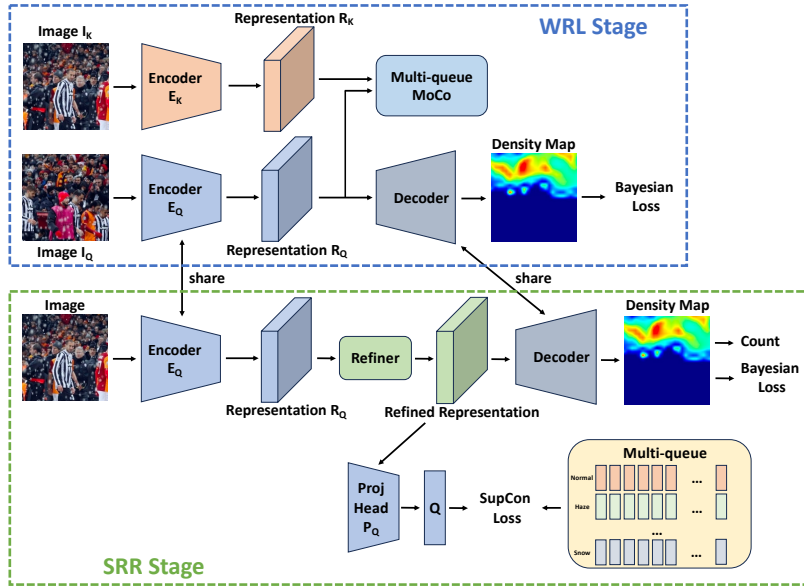 WRL Stage
Representation R_K
Image I_K
Encoder
E_K
Multi-queue
MoCo
Density Map
Encoder
E_Q
Decoder
Bayesian
Loss
Image I_Q
Representation R_Q
share
share
Image
Density Map
Encoder
E_Q
Refiner
Decoder
Count
Bayesian
Loss
Representation R_Q
Refined Representation
Multi-queue
Proj
Head
P_Q
Q
SupCon
Loss
Normal
...
Haze
...
...
Snow
...
SRR Stage